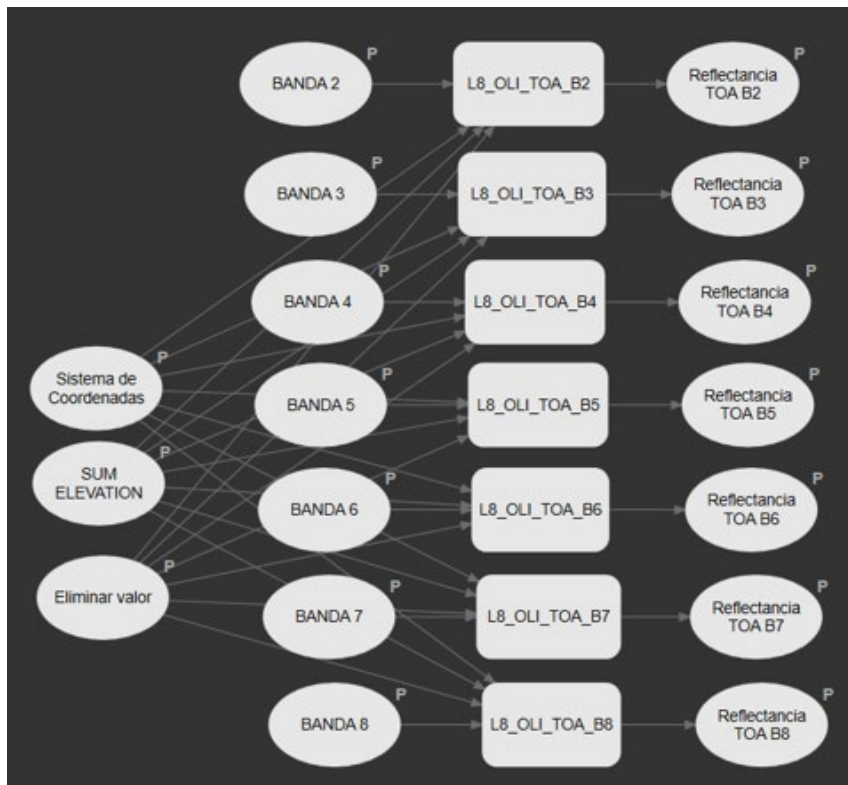 P
BANDA 2
L8_OLI_TOA_B2
P
Reflectancia
TOA B2
P
BANDA 3
L8_OLI_TOA_B3
P
Reflectancia
TOA B3
P
BANDA 4
L8_OLI_TOA_B4
P
Reflectancia
TOA B4
P
Sistema de
Coordenadas
P
BANDA 5
L8_OLI_TOA_B5
P
Reflectancia
TOA B5
P
SUM
ELEVATION
P
BANDA 6
L8_OLI_TOA_B6
P
Reflectancia
TOA B6
P
Eliminar valor
P
BANDA 7
L8_OLI_TOA_B7
P
Reflectancia
TOA B7
P
BANDA 8
L8_OLI_TOA_B8
P
Reflectancia
TOA B8